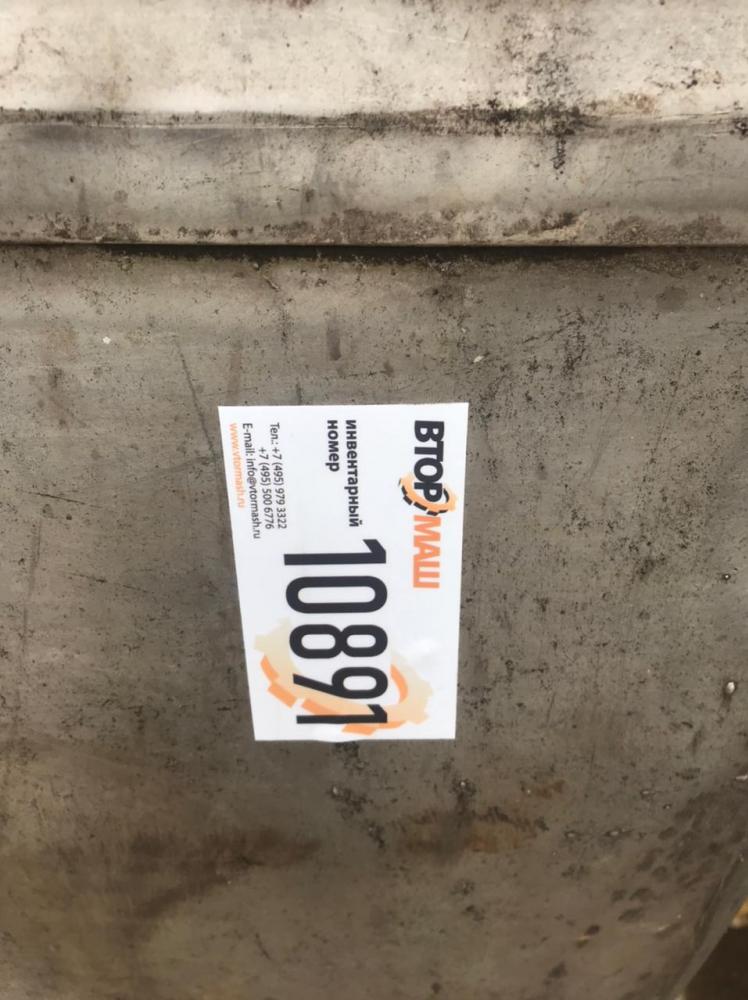 ВТОРМАШ
инвентарный
номер
10891
Тел.: +7 (495) 979 3322
+7 (495) 500 6776
E-mail: info@vtormash.ru
www.vtormash.ru